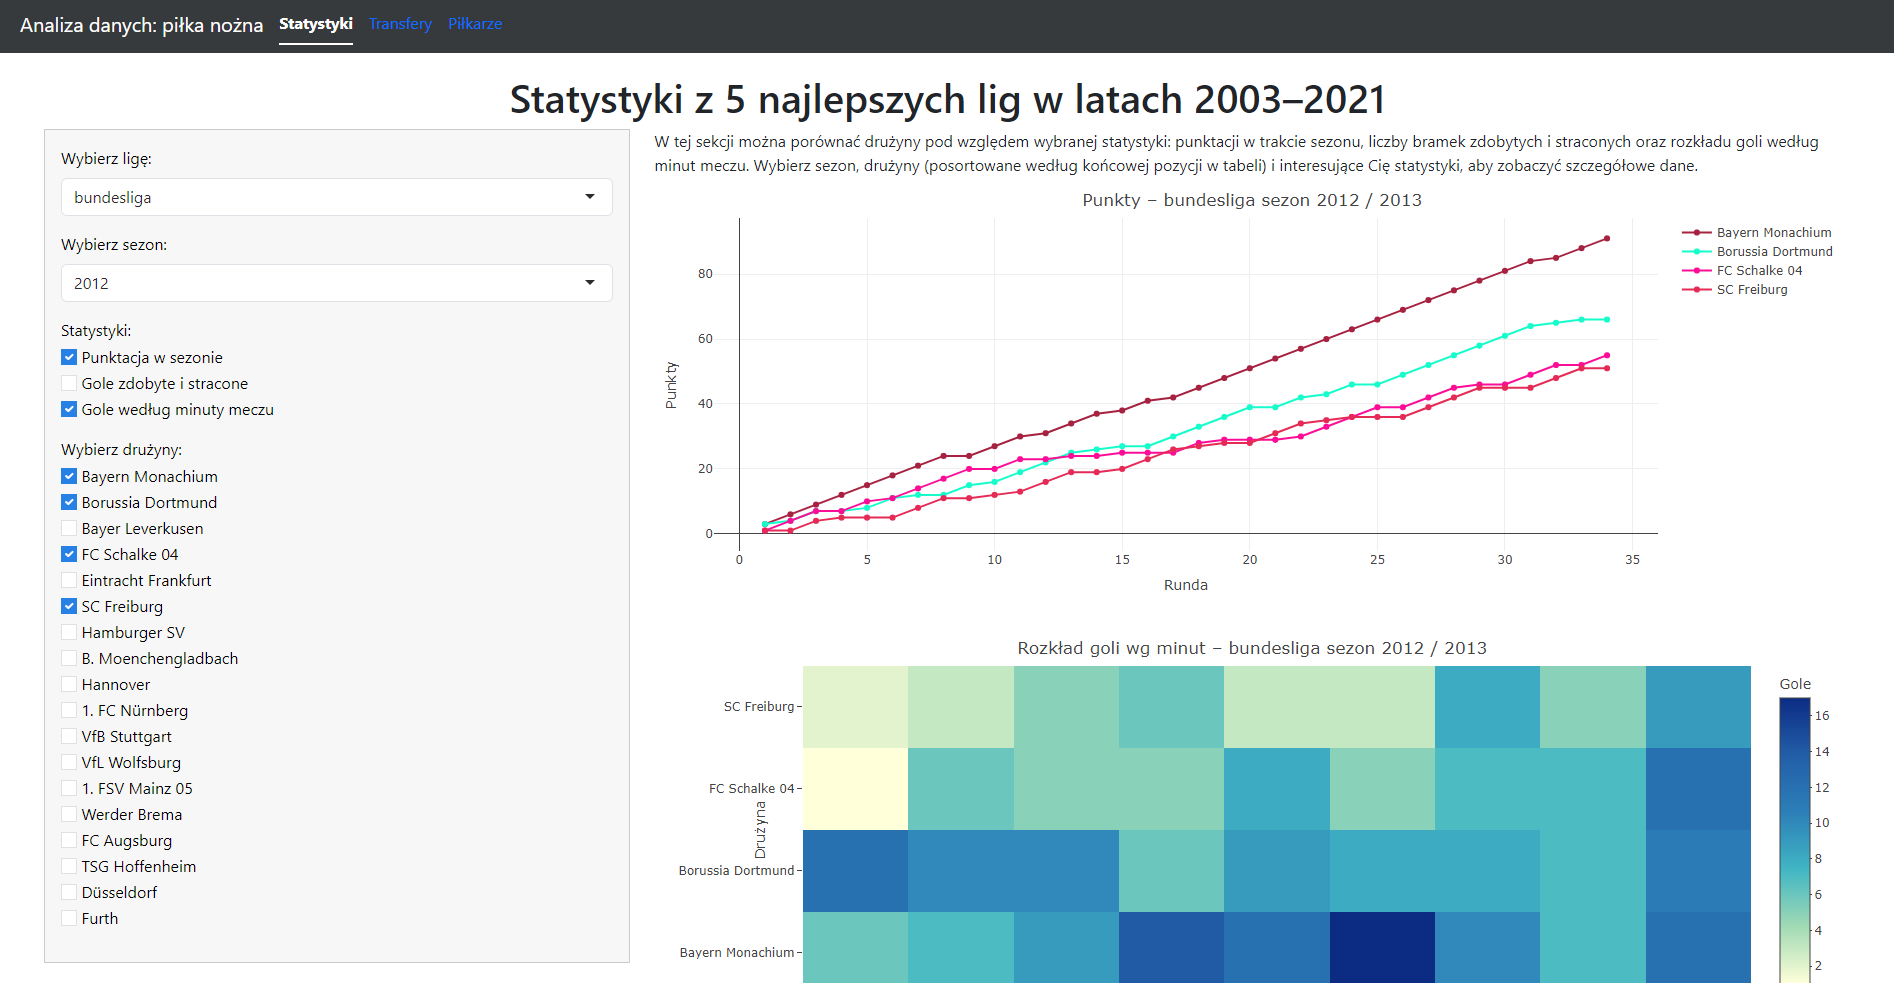 Analiza danych: piłka nożna Statystyki Transfery Piłkarze
Statystyki z 5 najlepszych lig w latach 2003–2021
Wybierz ligę:
bundesliga
Wybierz sezon:
2012
Statystyki:
Punktacja w sezonie
Gole zdobyte i stracone
Gole według minuty meczu
Wybierz drużyny:
Bayern Monachium
Borussia Dortmund
Bayer Leverkusen
FC Schalke 04
Eintracht Frankfurt
SC Freiburg
Hamburger SV
B. Moenchengladbach
Hannover
1. FC Nürnberg
VfB Stuttgart
VfL Wolfsburg
1. FSV Mainz 05
Werder Brema
FC Augsburg
TSG Hoffenheim
Düsseldorf
Furth
W tej sekcji można porównać drużyny pod względem wybranej statystyki: punktacji w trakcie sezonu, liczby bramek zdobytych i straconych oraz rozkładu goli według
minut meczu. Wybierz sezon, drużyny (posortowane według końcowej pozycji w tabeli) i interesujące Cię statystyki, aby zobaczyć szczegółowe dane.
Punkty – bundesliga sezon 2012 / 2013
Punkty
80
60
40
20
0
0 5 10 15 20 25 30 35
Runda
Bayern Monachium
Borussia Dortmund
FC Schalke 04
SC Freiburg
Rozkład goli wg minut – bundesliga sezon 2012 / 2013
Drużyna
SC Freiburg
FC Schalke 04
Borussia Dortmund
Bayern Monachium
Gole
16
14
12
10
8
6
4
2